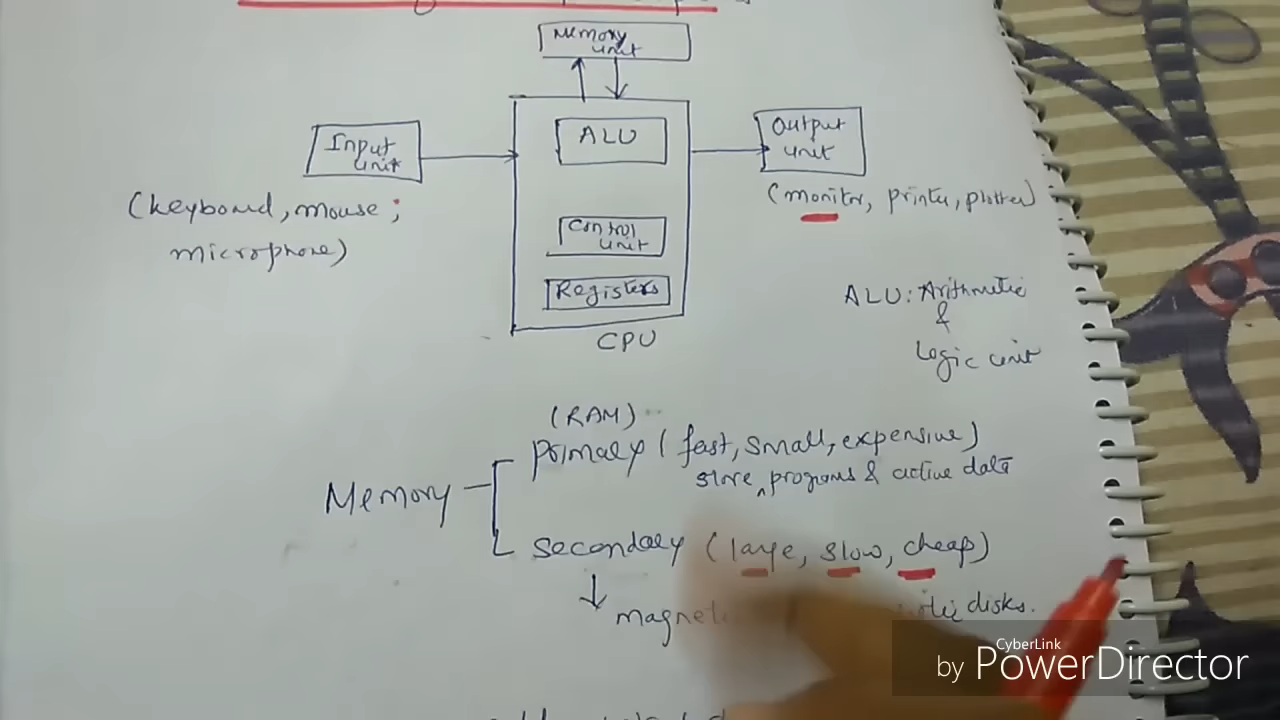 Memory
unit
ALU
Input
unit
Output
unit
(keyboard, mouse,
microphone)
(monitor, printer, plotter)
Control
unit
Registers
CPU
ALU: Arithmetic
&
Logic unit
(RAM)
Primary (fast, small, expensive)
store programs & active data
Memory
Secondary (large, slow, cheap)
disks.
CyberLink
by PowerDirector